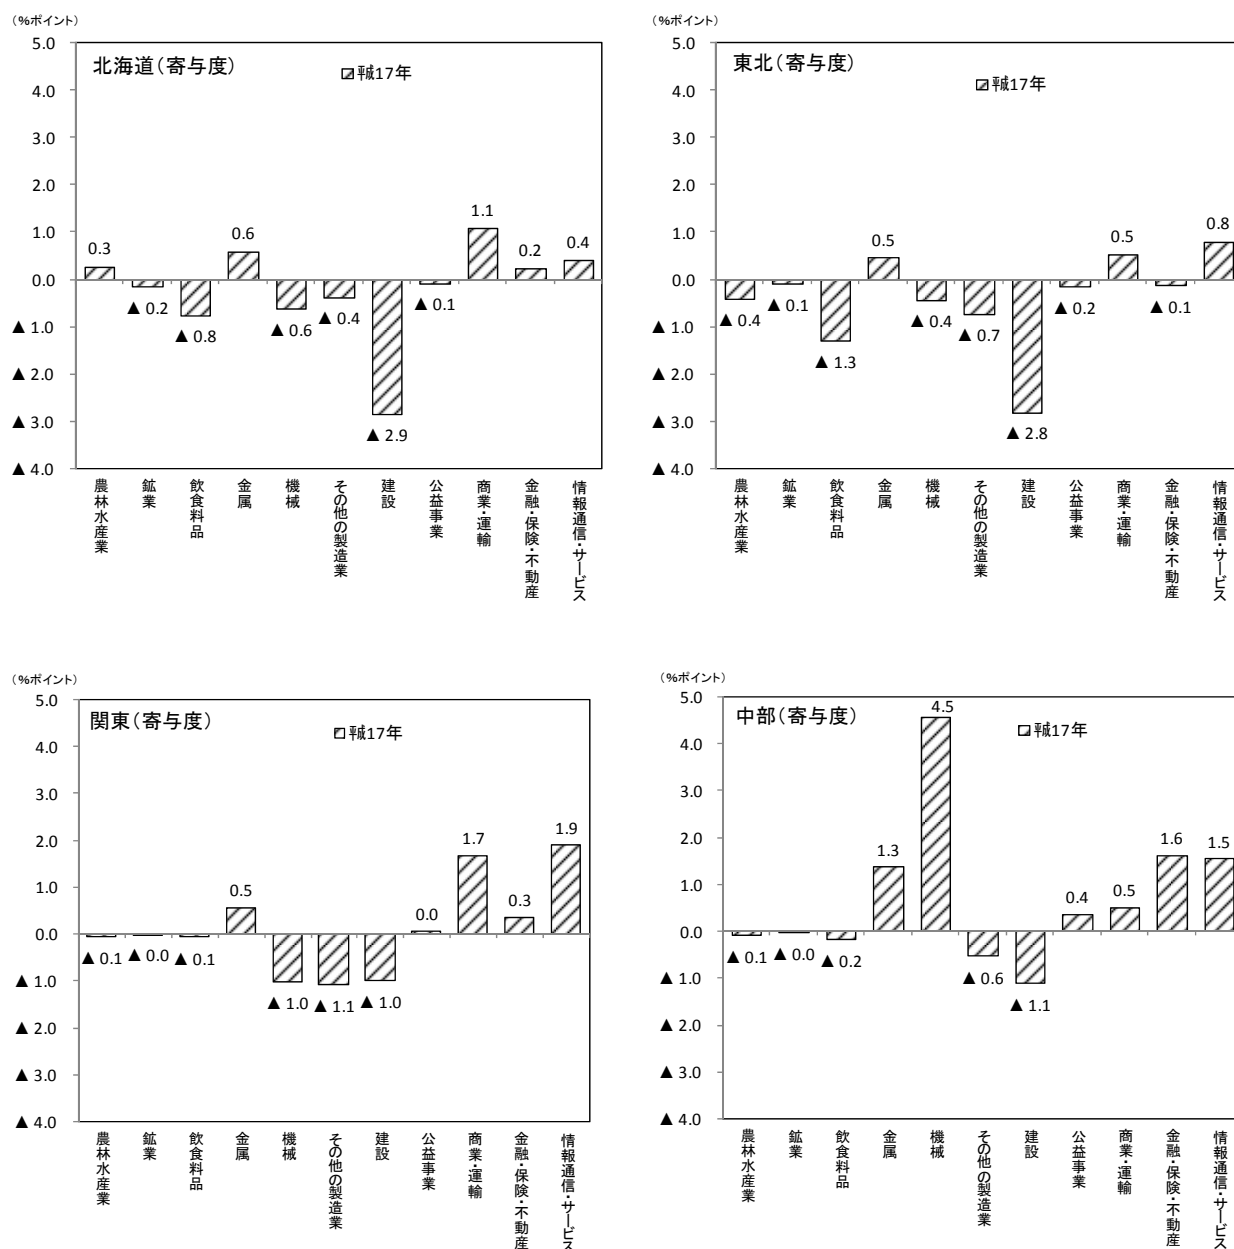 （%ポイント）
北海道（寄与度）
平17年
5.0
4.0
3.0
2.0
1.0
0.0
▲ 1.0
▲ 2.0
▲ 3.0
▲ 4.0
0.3
▲ 0.2
▲ 0.8
0.6
▲ 0.6
▲ 0.4
▲ 2.9
▲ 0.1
1.1
0.2
0.4
農林水産業
鉱業
飲食料品
金属
機械
その他の製造業
建設
公益事業
商業・運輸
金融・保険・不動産
情報通信・サービス
（%ポイント）
東北（寄与度）
平17年
5.0
4.0
3.0
2.0
1.0
0.0
▲ 1.0
▲ 2.0
▲ 3.0
▲ 4.0
▲ 0.4
▲ 0.1
▲ 1.3
0.5
▲ 0.4
▲ 0.7
▲ 2.8
▲ 0.2
0.5
▲ 0.1
0.8
農林水産業
鉱業
飲食料品
金属
機械
その他の製造業
建設
公益事業
商業・運輸
金融・保険・不動産
情報通信・サービス
（%ポイント）
関東（寄与度）
平17年
5.0
4.0
3.0
2.0
1.0
0.0
▲ 1.0
▲ 2.0
▲ 3.0
▲ 4.0
▲ 0.1
▲ 0.0
▲ 0.1
0.5
▲ 1.0
▲ 1.1
▲ 1.0
0.0
1.7
0.3
1.9
農林水産業
鉱業
飲食料品
金属
機械
その他の製造業
建設
公益事業
商業・運輸
金融・保険・不動産
情報通信・サービス
（%ポイント）
中部（寄与度）
平17年
5.0
4.0
3.0
2.0
1.0
0.0
▲ 1.0
▲ 2.0
▲ 3.0
▲ 4.0
▲ 0.1
▲ 0.0
▲ 0.2
1.3
4.5
▲ 0.6
▲ 1.1
0.4
0.5
1.6
1.5
農林水産業
鉱業
飲食料品
金属
機械
その他の製造業
建設
公益事業
商業・運輸
金融・保険・不動産
情報通信・サービス